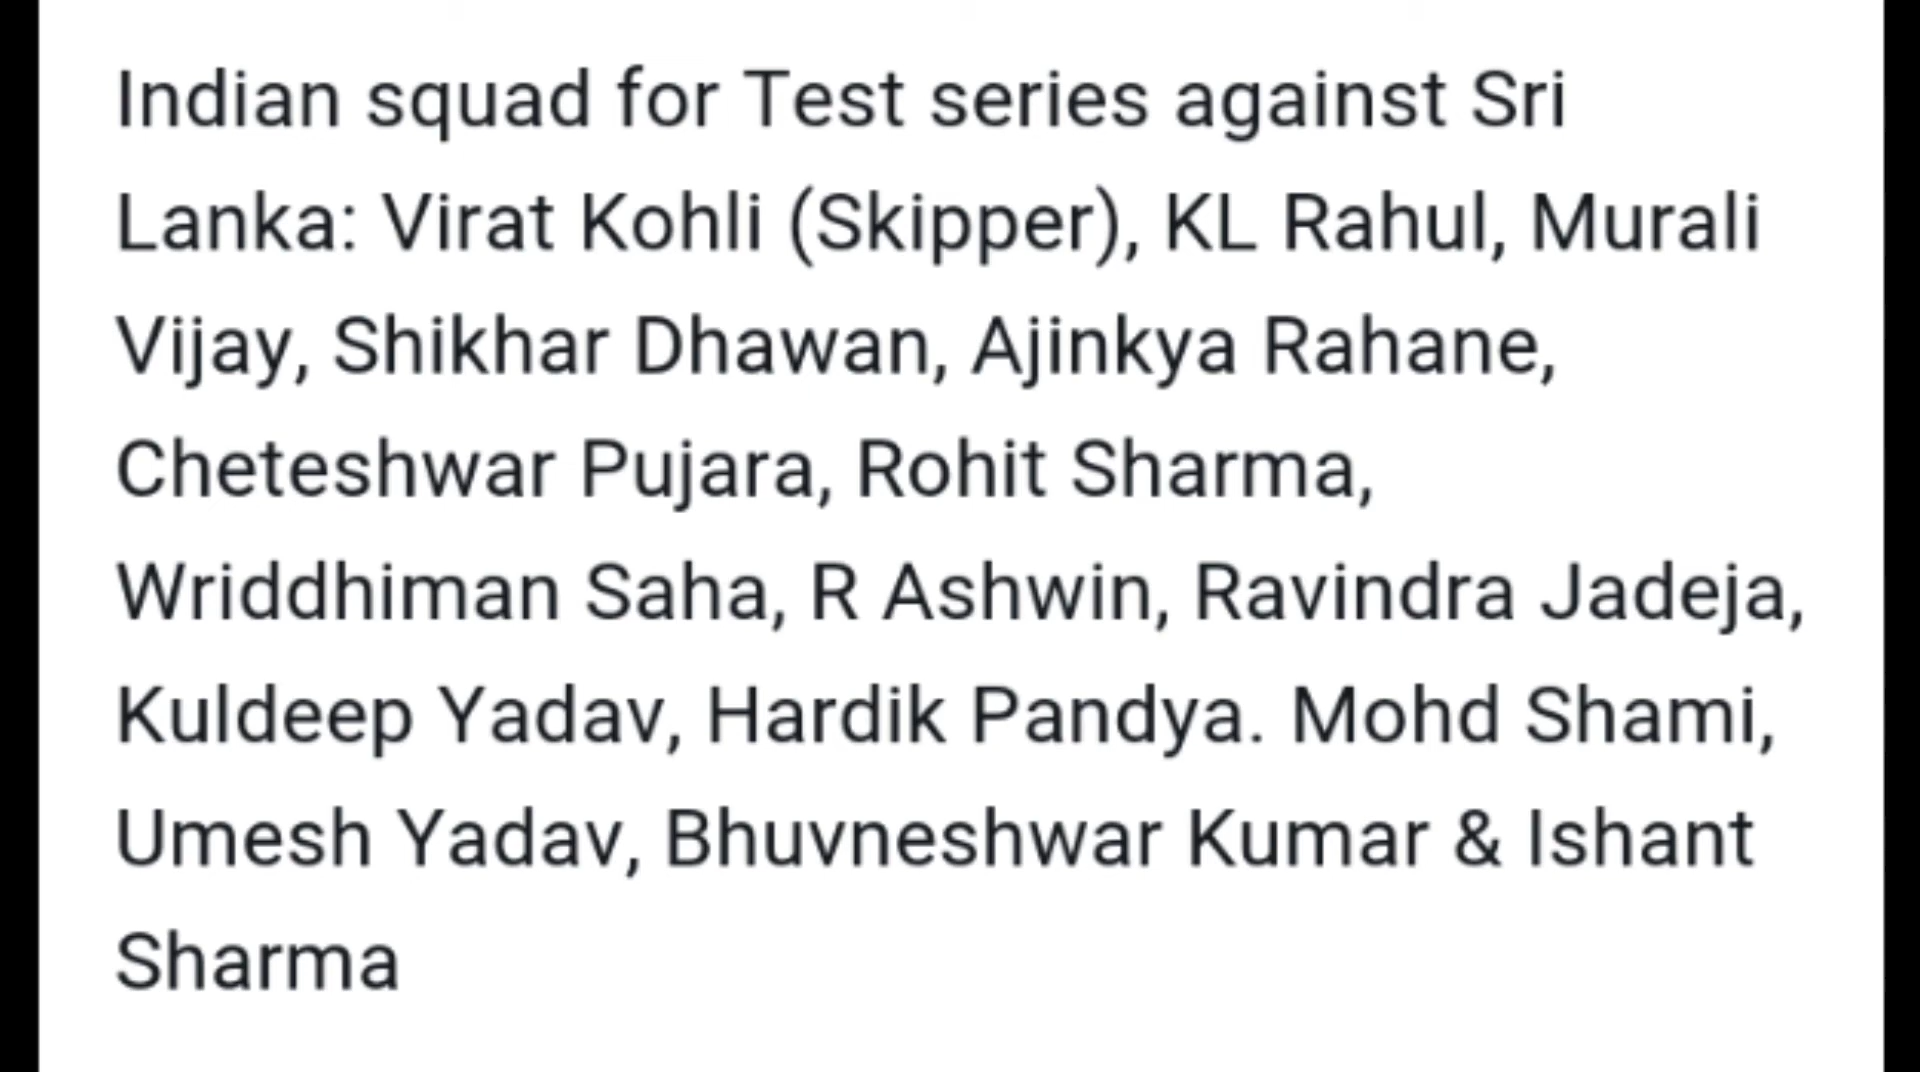 Indian squad for Test series against Sri
Lanka: Virat Kohli (Skipper), KL Rahul, Murali
Vijay, Shikhar Dhawan, Ajinkya Rahane,
Cheteshwar Pujara, Rohit Sharma,
Wriddhiman Saha, R Ashwin, Ravindra Jadeja,
Kuldeep Yadav, Hardik Pandya. Mohd Shami,
Umesh Yadav, Bhuvneshwar Kumar & Ishant
Sharma